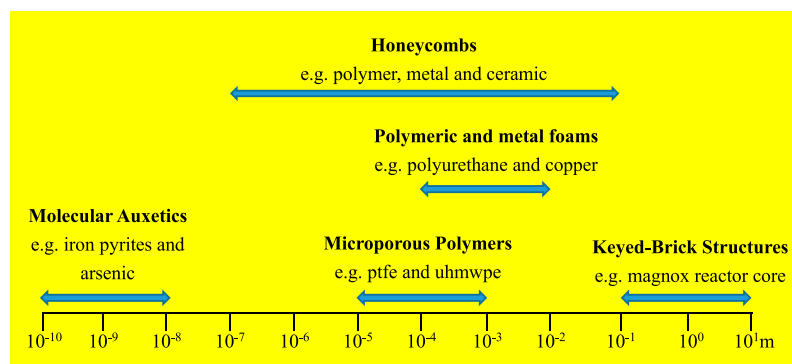 Honeycombs
e.g. polymer, metal and ceramic
Polymeric and metal foams
e.g. polyurethane and copper
Molecular Auxetics
e.g. iron pyrites and
arsenic
Microporous Polymers
e.g. ptfe and uhmwpe
Keyed-Brick Structures
e.g. magnox reactor core
10⁻¹⁰ 10⁻⁹ 10⁻⁸ 10⁻⁷ 10⁻⁶ 10⁻⁵ 10⁻⁴ 10⁻³ 10⁻² 10⁻¹ 10⁰ 10¹m